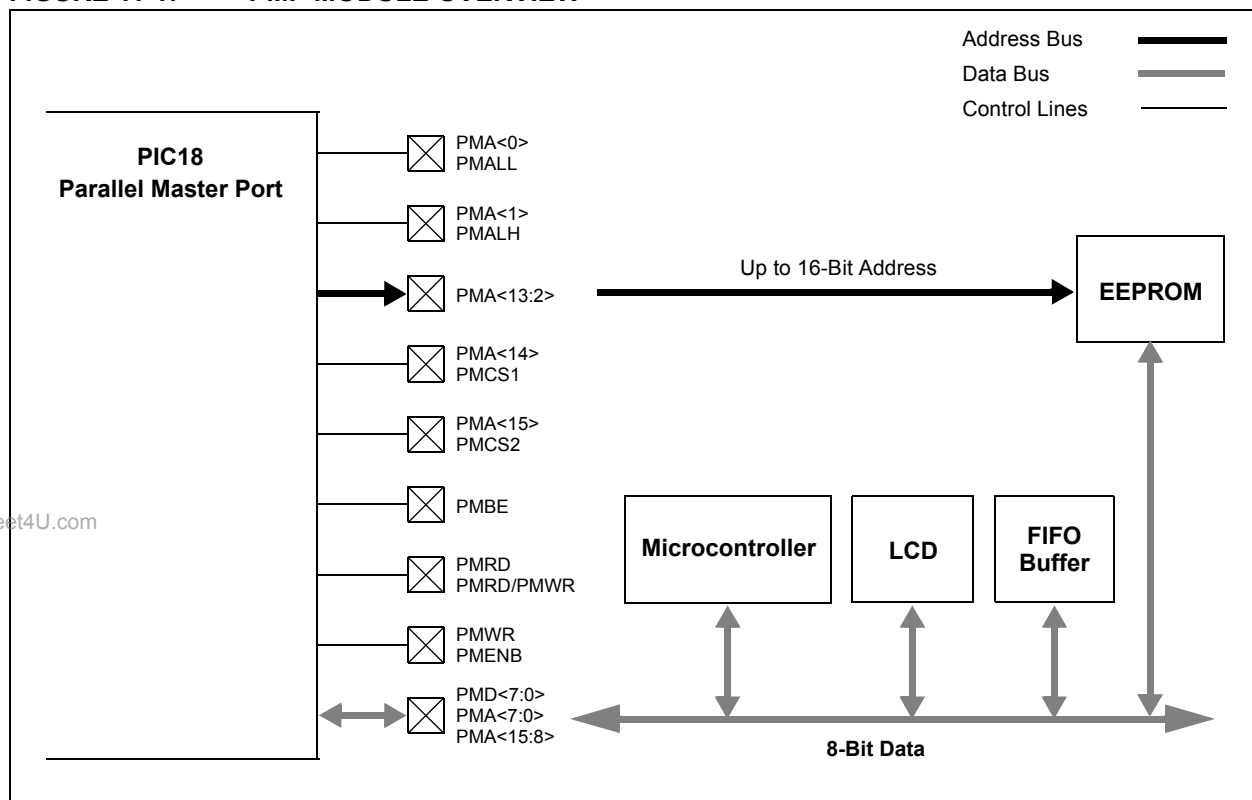 Address Bus
Data Bus
Control Lines
PIC18
Parallel Master Port
PMA<0>
PMALL
PMA<1>
PMALH
PMA<13:2>
Up to 16-Bit Address
EEPROM
PMA<14>
PMCS1
PMA<15>
PMCS2
PMBE
eet4U.com
Microcontroller
LCD
FIFO
Buffer
PMRD
PMRD/PMWR
PMWR
PMENB
PMD<7:0>
PMA<7:0>
PMA<15:8>
8-Bit Data